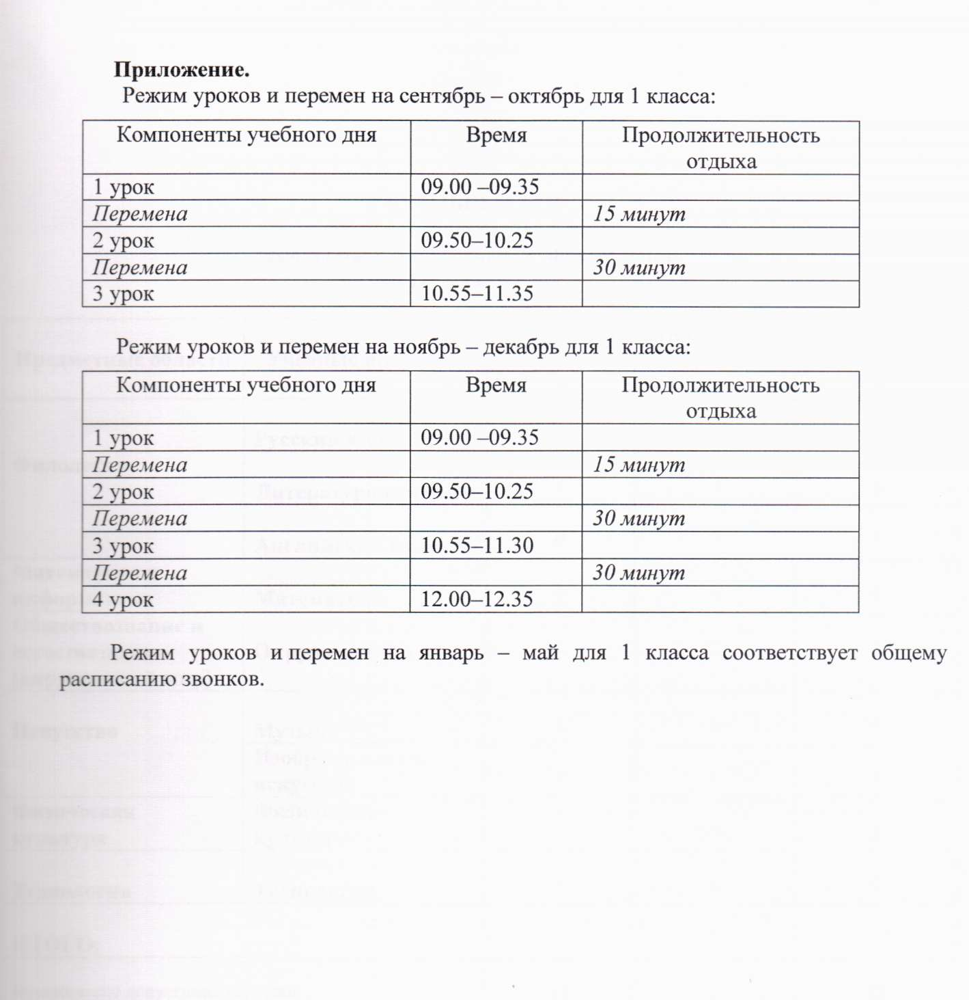 Приложение.
Режим уроков и перемен на сентябрь – октябрь для 1 класса:
Компоненты учебного дня Время Продолжительность
отдыха
1 урок 09.00 –09.35
Перемена 15 минут
2 урок 09.50–10.25
Перемена 30 минут
3 урок 10.55–11.35
Режим уроков и перемен на ноябрь – декабрь для 1 класса:
Компоненты учебного дня Время Продолжительность
отдыха
1 урок 09.00 –09.35
Перемена 15 минут
2 урок 09.50–10.25
Перемена 30 минут
3 урок 10.55–11.30
Перемена 30 минут
4 урок 12.00–12.35
Режим уроков и перемен на январь – май для 1 класса соответствует общему
расписанию звонков.